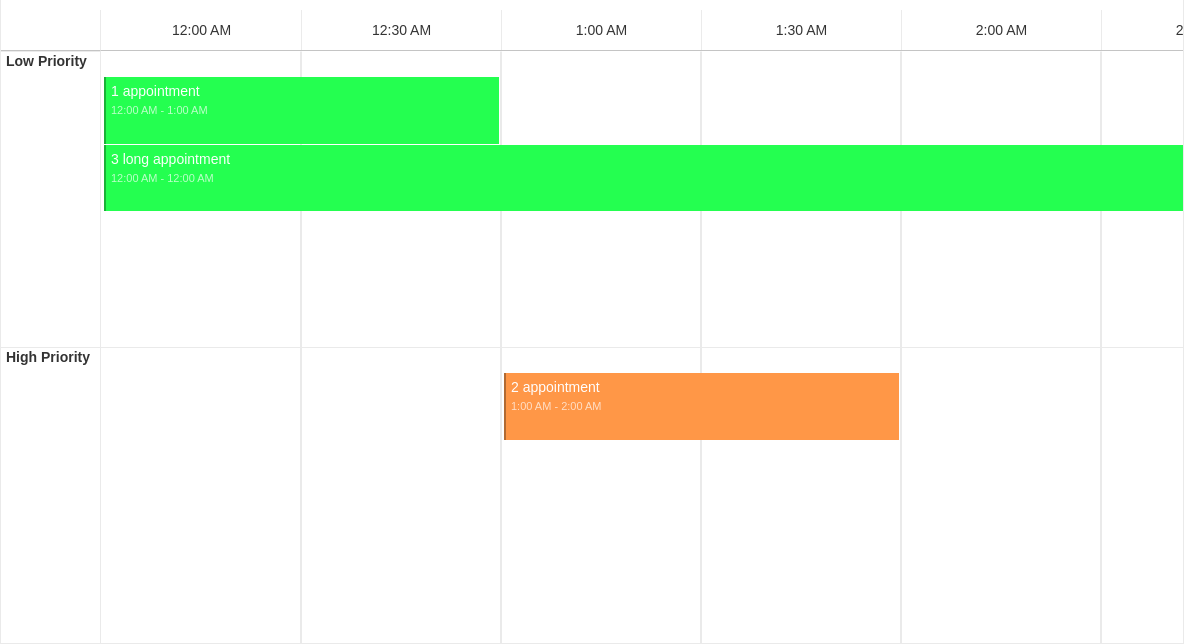 12:00 AM 12:30 AM 1:00 AM 1:30 AM 2:00 AM 2
Low Priority
1 appointment
12:00 AM - 1:00 AM
3 long appointment
12:00 AM - 12:00 AM
High Priority
2 appointment
1:00 AM - 2:00 AM